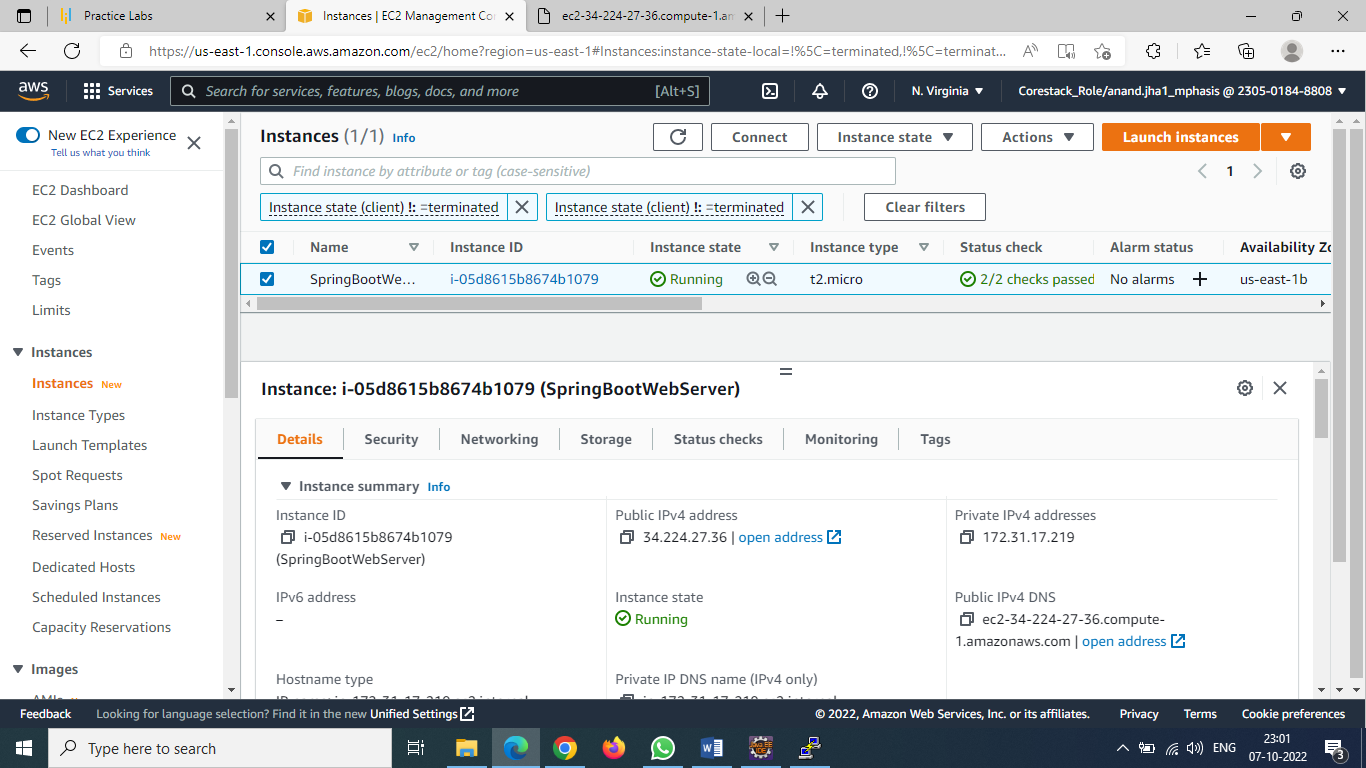 Practice Labs
Instances | EC2 Management Co
ec2-34-224-27-36.compute-1.am
https://us-east-1.console.aws.amazon.com/ec2/home?region=us-east-1#Instances:instance-state-local=!%5C=terminated,!%5C=terminat...
aws
Services
Search for services, features, blogs, docs, and more
[Alt+S]
N. Virginia
Corestack_Role/anand.jha1_mphasis @ 2305-0184-8808
New EC2 Experience
Tell us what you think
EC2 Dashboard
EC2 Global View
Events
Tags
Limits
Instances
Instances New
Instance Types
Launch Templates
Spot Requests
Savings Plans
Reserved Instances New
Dedicated Hosts
Scheduled Instances
Capacity Reservations
Images
Instances (1/1) Info
Connect
Instance state
Actions
Launch instances
Find instance by attribute or tag (case-sensitive)
1
Instance state (client) !: =terminated
Instance state (client) !: =terminated
Clear filters
Name Instance ID Instance state Instance type Status check Alarm status Availability Zo
SpringBootWe... i-05d8615b8674b1079 Running t2.micro 2/2 checks passed No alarms us-east-1b
Instance: i-05d8615b8674b1079 (SpringBootWebServer)
Details Security Networking Storage Status checks Monitoring Tags
Instance summary Info
Instance ID
i-05d8615b8674b1079
(SpringBootWebServer)
Public IPv4 address
34.224.27.36 | open address
Private IPv4 addresses
172.31.17.219
IPv6 address
–
Instance state
Running
Public IPv4 DNS
ec2-34-224-27-36.compute-
1.amazonaws.com | open address
Hostname type
Private IP DNS name (IPv4 only)
Feedback
Looking for language selection? Find it in the new Unified Settings
© 2022, Amazon Web Services, Inc. or its affiliates.
Privacy
Terms
Cookie preferences
Type here to search
ENG
23:01
07-10-2022
3